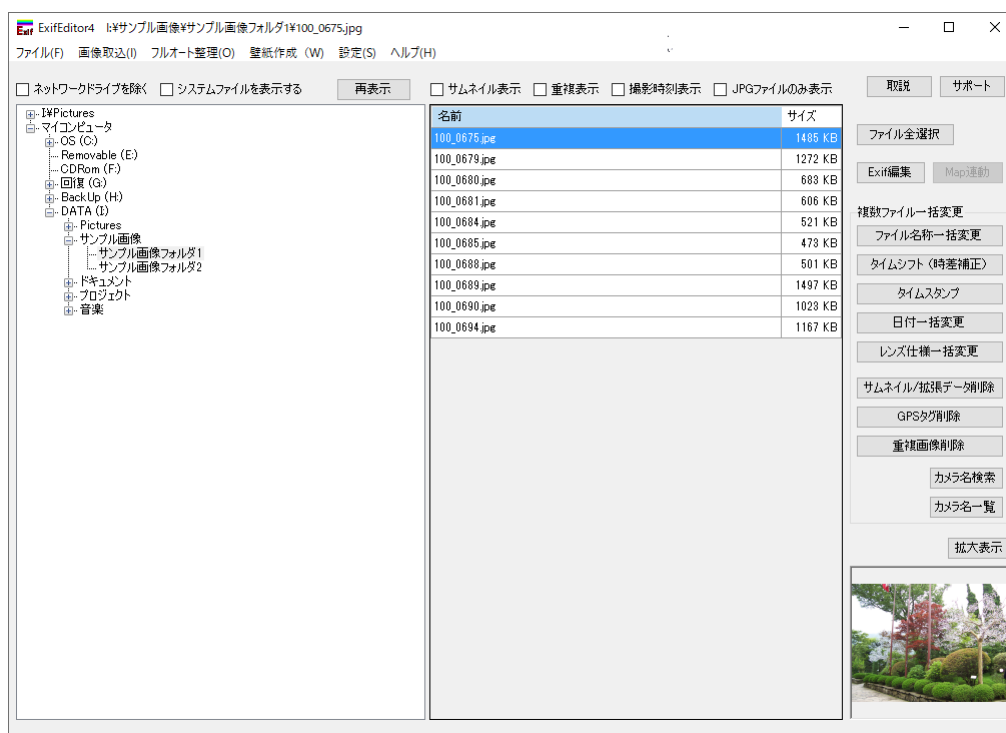 ExifEditor4 I:¥サンプル画像¥サンプル画像フォルダ1¥100_0675.jpg
ファイル(F) 画像取込(I) フルオート整理(O) 壁紙作成 (W) 設定(S) ヘルプ(H)
ネットワークドライブを除く システムファイルを表示する 再表示 サムネイル表示 重複表示 撮影時刻表示 JPGファイルのみ表示 取説 サポート
I¥Pictures
マイコンピュータ
OS (C:)
Removable (E:)
CDRom (F:)
回復 (G:)
BackUp (H:)
DATA (I:)
Pictures
サンプル画像
サンプル画像フォルダ1
サンプル画像フォルダ2
ドキュメント
プロジェクト
音楽
名前 サイズ
100_0675.jpg 1485 KB
100_0679.jpg 1272 KB
100_0680.jpg 683 KB
100_0681.jpg 606 KB
100_0684.jpg 521 KB
100_0685.jpg 473 KB
100_0688.jpg 501 KB
100_0689.jpg 1497 KB
100_0690.jpg 1023 KB
100_0694.jpg 1167 KB
ファイル全選択
Exif編集 Map連動
複数ファイル一括変更
ファイル名称一括変更
タイムシフト (時差補正)
タイムスタンプ
日付一括変更
レンズ仕様一括変更
サムネイル/拡張データ削除
GPSタグ削除
重複画像削除
カメラ名検索
カメラ名一覧
拡大表示